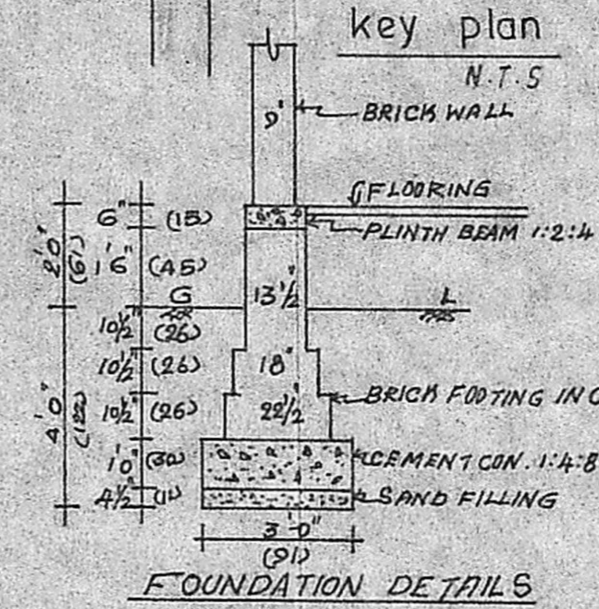 key plan
N.T.S
9"
BRICK WALL
FLOORING
PLINTH BEAM 1:2:4
6" (15)
2'0" (61)
1'6" (45)
G L
13½"
10½" (26)
10½" (26)
18"
4'0" (122)
10½" (26)
22½"
BRICK FOOTING IN C
1'0" (30)
CEMENT CON. 1:4:8
4½" (11)
SAND FILLING
3'-0"
(91)
FOUNDATION DETAILS